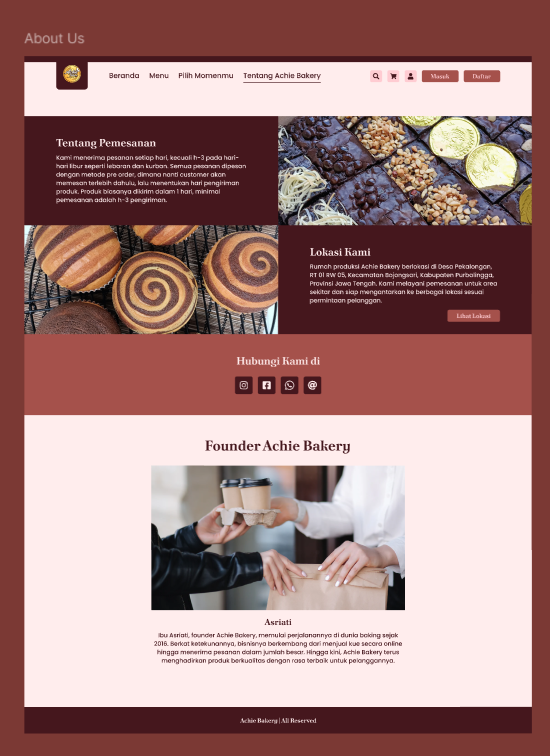 About Us
Beranda Menu Pilih Momenmu Tentang Achie Bakery Masuk Daftar
Tentang Pemesanan
Kami menerima pesanan setiap hari, kecuali h-3 pada hari-
hari libur seperti lebaran dan kurban. Semua pesanan dipesan
dengan metode pre order, dimana nanti customer akan
memesan terlebih dahulu, lalu menentukan hari pengiriman
produk. Produk biasanya dikirim dalam 1 hari, minimal
pemesanan adalah h-3 pengiriman.
Lokasi Kami
Rumah produksi Achie Bakery berlokasi di Desa Pekalongan,
RT 01 RW 05, Kecamatan Bojongsari, Kabupaten Purbalingga,
Provinsi Jawa Tengah. Kami melayani pemesanan untuk area
sekitar dan siap mengantarkan ke berbagai lokasi sesuai
permintaan pelanggan.
Lihat Lokasi
Hubungi Kami di
Founder Achie Bakery
Asriati
Ibu Asriati, founder Achie Bakery, memulai perjalanannya di dunia baking sejak
2016. Berkat ketekunannya, bisnisnya berkembang dari menjual kue secara online
hingga menerima pesanan dalam jumlah besar. Hingga kini, Achie Bakery terus
menghadirkan produk berkualitas dengan rasa terbaik untuk pelanggannya.
Achie Bakery | All Reserved